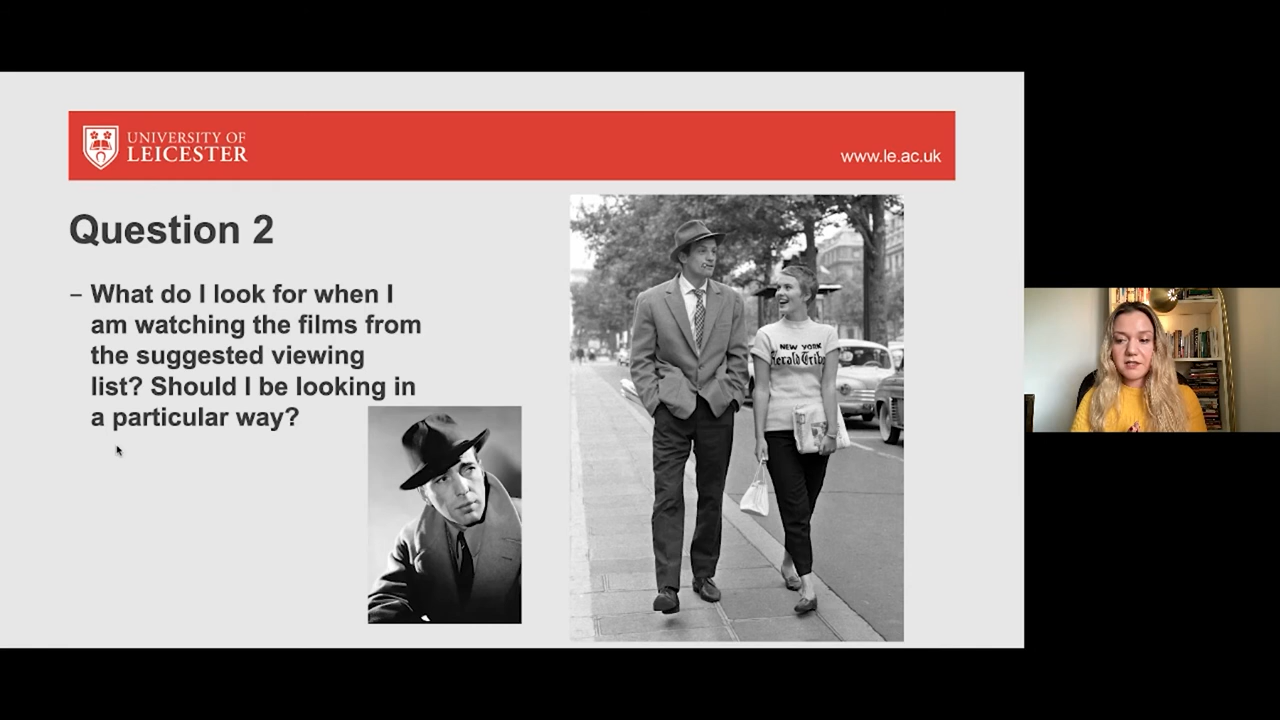 UNIVERSITY OF
LEICESTER
www.le.ac.uk
Question 2
– What do I look for when I
am watching the films from
the suggested viewing
list? Should I be looking in
a particular way?
NEW YORK
Herald Tribu